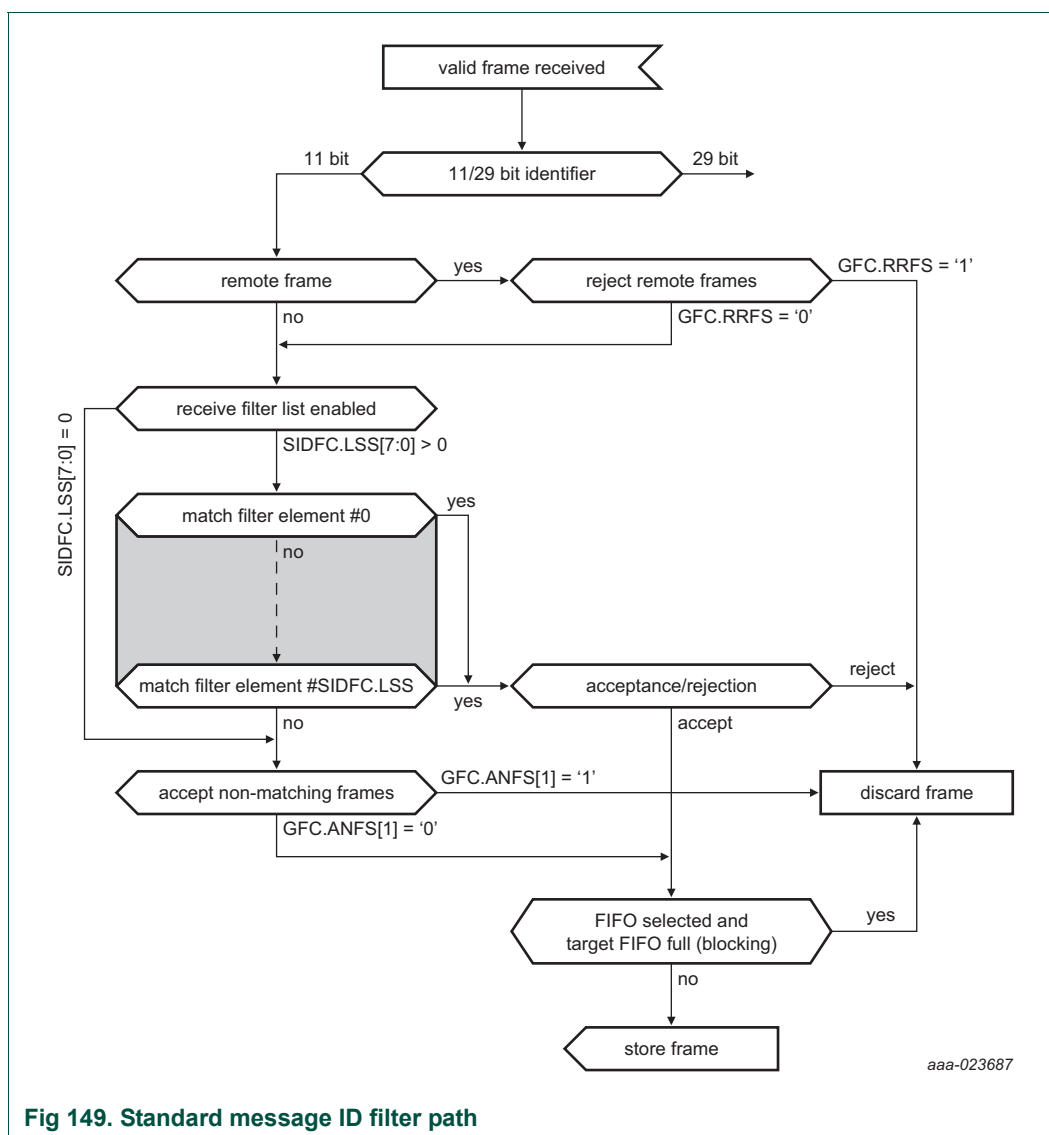 valid frame received
11 bit
11/29 bit identifier
29 bit
remote frame
yes
reject remote frames
GFC.RRFS = ‘1’
no
GFC.RRFS = ‘0’
receive filter list enabled
SIDFC.LSS[7:0] = 0
SIDFC.LSS[7:0] > 0
match filter element #0
yes
no
match filter element #SIDFC.LSS
yes
acceptance/rejection
reject
no
accept
accept non-matching frames
GFC.ANFS[1] = ‘1’
discard frame
GFC.ANFS[1] = ‘0’
FIFO selected and
target FIFO full (blocking)
yes
no
store frame
aaa-023687
Fig 149. Standard message ID filter path